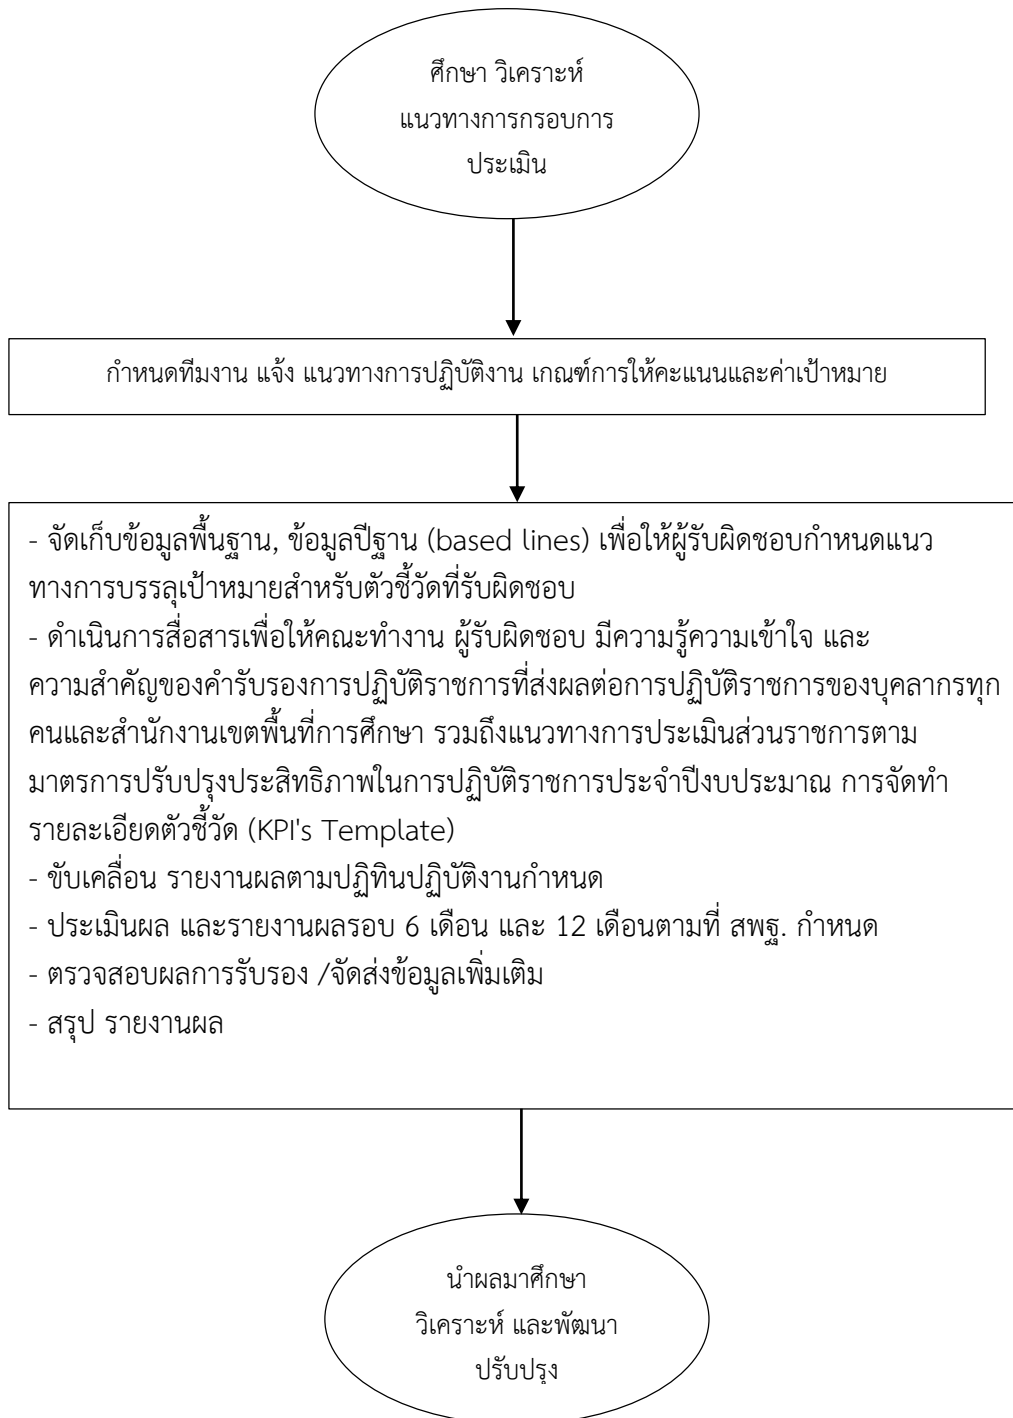 ศึกษา วิเคราะห์
แนวทางการกรอบการ
ประเมิน
กำหนดทีมงาน แจ้ง แนวทางการปฏิบัติงาน เกณฑ์การให้คะแนนและค่าเป้าหมาย
- จัดเก็บข้อมูลพื้นฐาน, ข้อมูลปีฐาน (based lines) เพื่อให้ผู้รับผิดชอบกำหนดแนว
ทางการบรรลุเป้าหมายสำหรับตัวชี้วัดที่รับผิดชอบ
- ดำเนินการสื่อสารเพื่อให้คณะทำงาน ผู้รับผิดชอบ มีความรู้ความเข้าใจ และ
ความสำคัญของคำรับรองการปฏิบัติราชการที่ส่งผลต่อการปฏิบัติราชการของบุคลากรทุก
คนและสำนักงานเขตพื้นที่การศึกษา รวมถึงแนวทางการประเมินส่วนราชการตาม
มาตรการปรับปรุงประสิทธิภาพในการปฏิบัติราชการประจำปีงบประมาณ การจัดทำ
รายละเอียดตัวชี้วัด (KPI's Template)
- ขับเคลื่อน รายงานผลตามปฏิทินปฏิบัติงานกำหนด
- ประเมินผล และรายงานผลรอบ 6 เดือน และ 12 เดือนตามที่ สพฐ. กำหนด
- ตรวจสอบผลการรับรอง /จัดส่งข้อมูลเพิ่มเติม
- สรุป รายงานผล
นำผลมาศึกษา
วิเคราะห์ และพัฒนา
ปรับปรุง